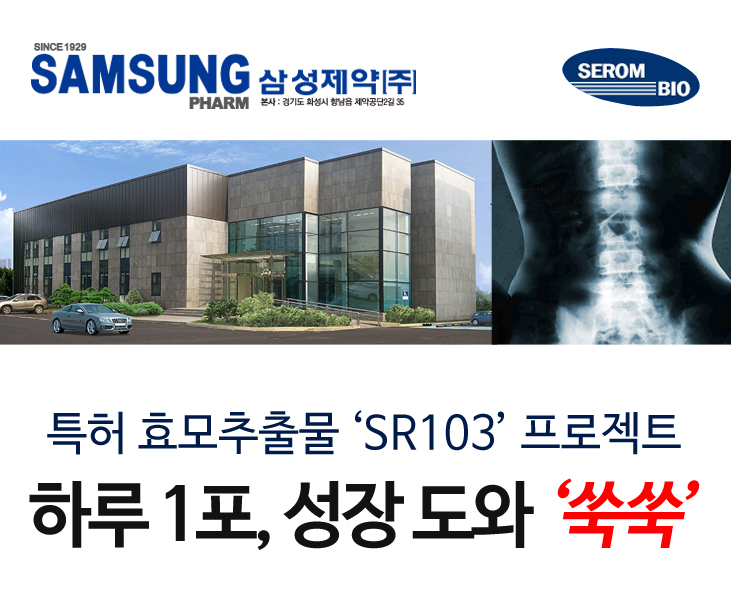 SINCE 1929
SAMSUNG 삼성제약[주]
PHARM 본사 : 경기도 화성시 향남읍 제약공단2길 35
SEROM
BIO
특허 효모추출물 ‘SR103’ 프로젝트
하루 1포, 성장 도와 ‘쑥쑥’